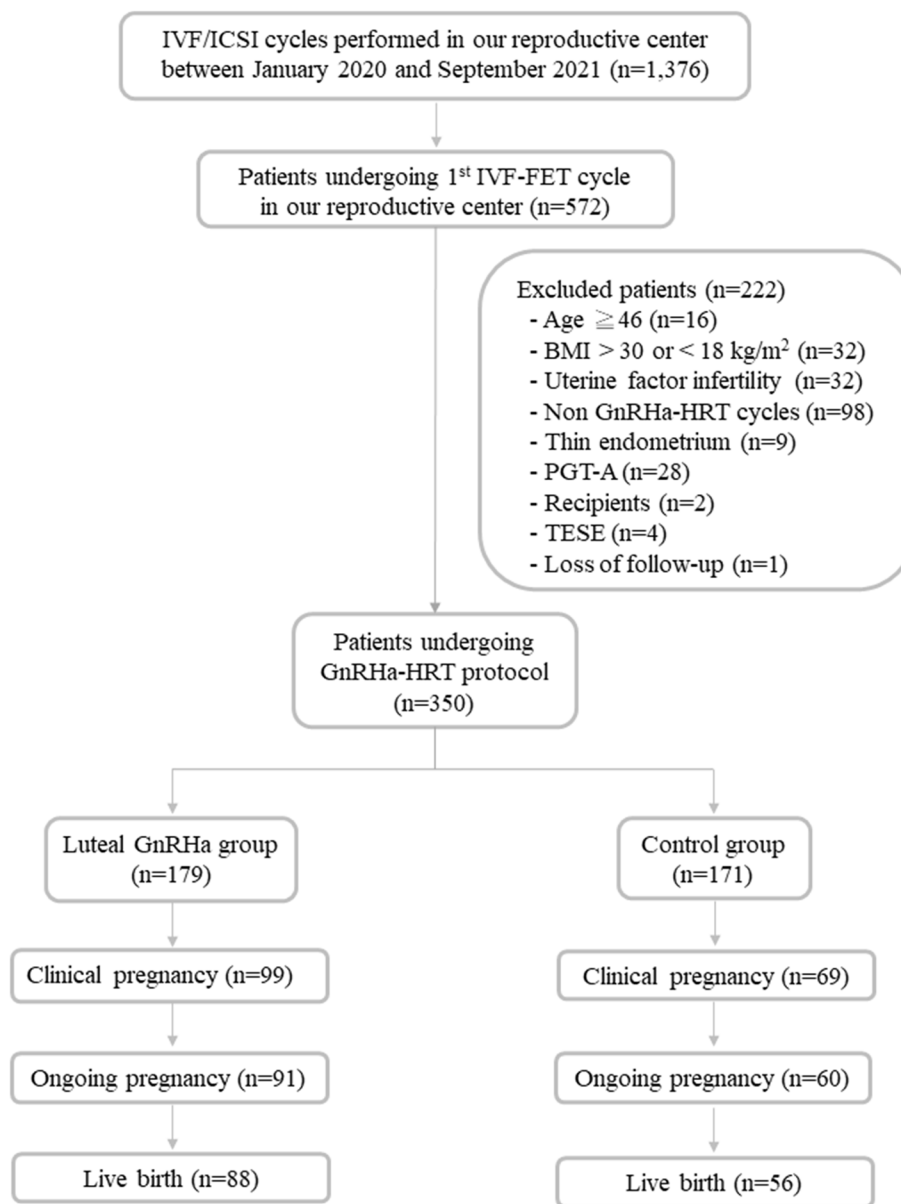 IVF/ICSI cycles performed in our reproductive center
between January 2020 and September 2021 (n=1,376)
Patients undergoing 1st IVF-FET cycle
in our reproductive center (n=572)
Excluded patients (n=222)
- Age ≧46 (n=16)
- BMI > 30 or < 18 kg/m² (n=32)
- Uterine factor infertility (n=32)
- Non GnRHa-HRT cycles (n=98)
- Thin endometrium (n=9)
- PGT-A (n=28)
- Recipients (n=2)
- TESE (n=4)
- Loss of follow-up (n=1)
Patients undergoing
GnRHa-HRT protocol
(n=350)
Luteal GnRHa group
(n=179)
Control group
(n=171)
Clinical pregnancy (n=99)
Clinical pregnancy (n=69)
Ongoing pregnancy (n=91)
Ongoing pregnancy (n=60)
Live birth (n=88)
Live birth (n=56)